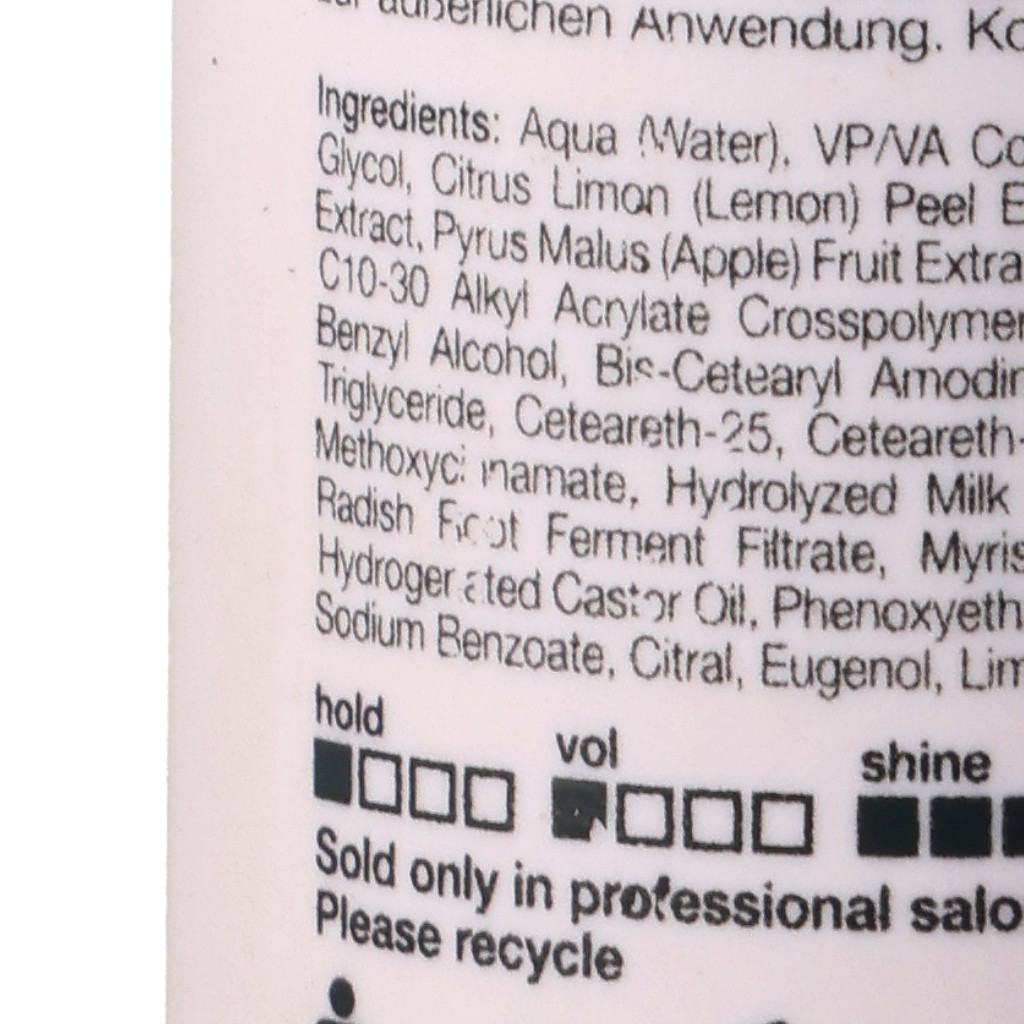 äußerlichen Anwendung.
Ingredients: Aqua (Water), VP/VA
Glycol, Citrus Limon (Lemon) Peel
Extract, Pyrus Malus (Apple) Fruit Extra
C10-30 Alkyl Acrylate Crosspolymer
Benzyl Alcohol, Bis-Cetearyl Amodim
Triglyceride, Ceteareth-25, Ceteareth-
Methoxycinnamate, Hydrolyzed Milk
Radish Root Ferment Filtrate, Myris
Hydrogenated Castor Oil, Phenoxyeth
Sodium Benzoate, Citral, Eugenol, Lim
hold vol shine
Sold only in professional salo
Please recycle